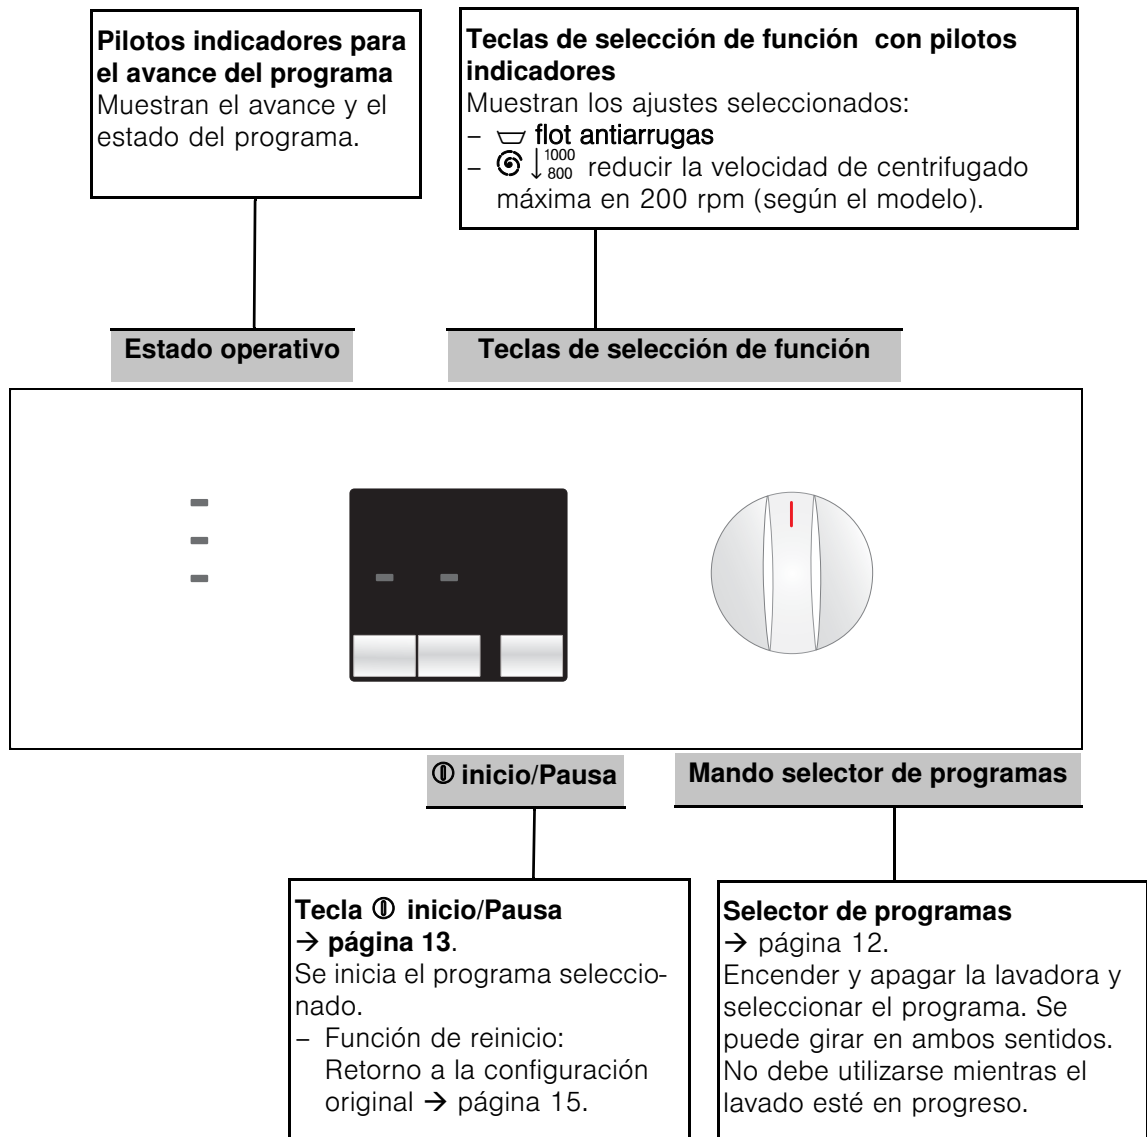 Pilotos indicadores para
el avance del programa
Muestran el avance y el
estado del programa.
Teclas de selección de función con pilotos
indicadores
Muestran los ajustes seleccionados:
– flot antiarrugas
– ↓ 1000
800 reducir la velocidad de centrifugado
máxima en 200 rpm (según el modelo).
Estado operativo
Teclas de selección de función
inicio/Pausa
Mando selector de programas
Tecla inicio/Pausa
→ página 13.
Se inicia el programa seleccio-
nado.
– Función de reinicio:
Retorno a la configuración
original → página 15.
Selector de programas
→ página 12.
Encender y apagar la lavadora y
seleccionar el programa. Se
puede girar en ambos sentidos.
No debe utilizarse mientras el
lavado esté en progreso.